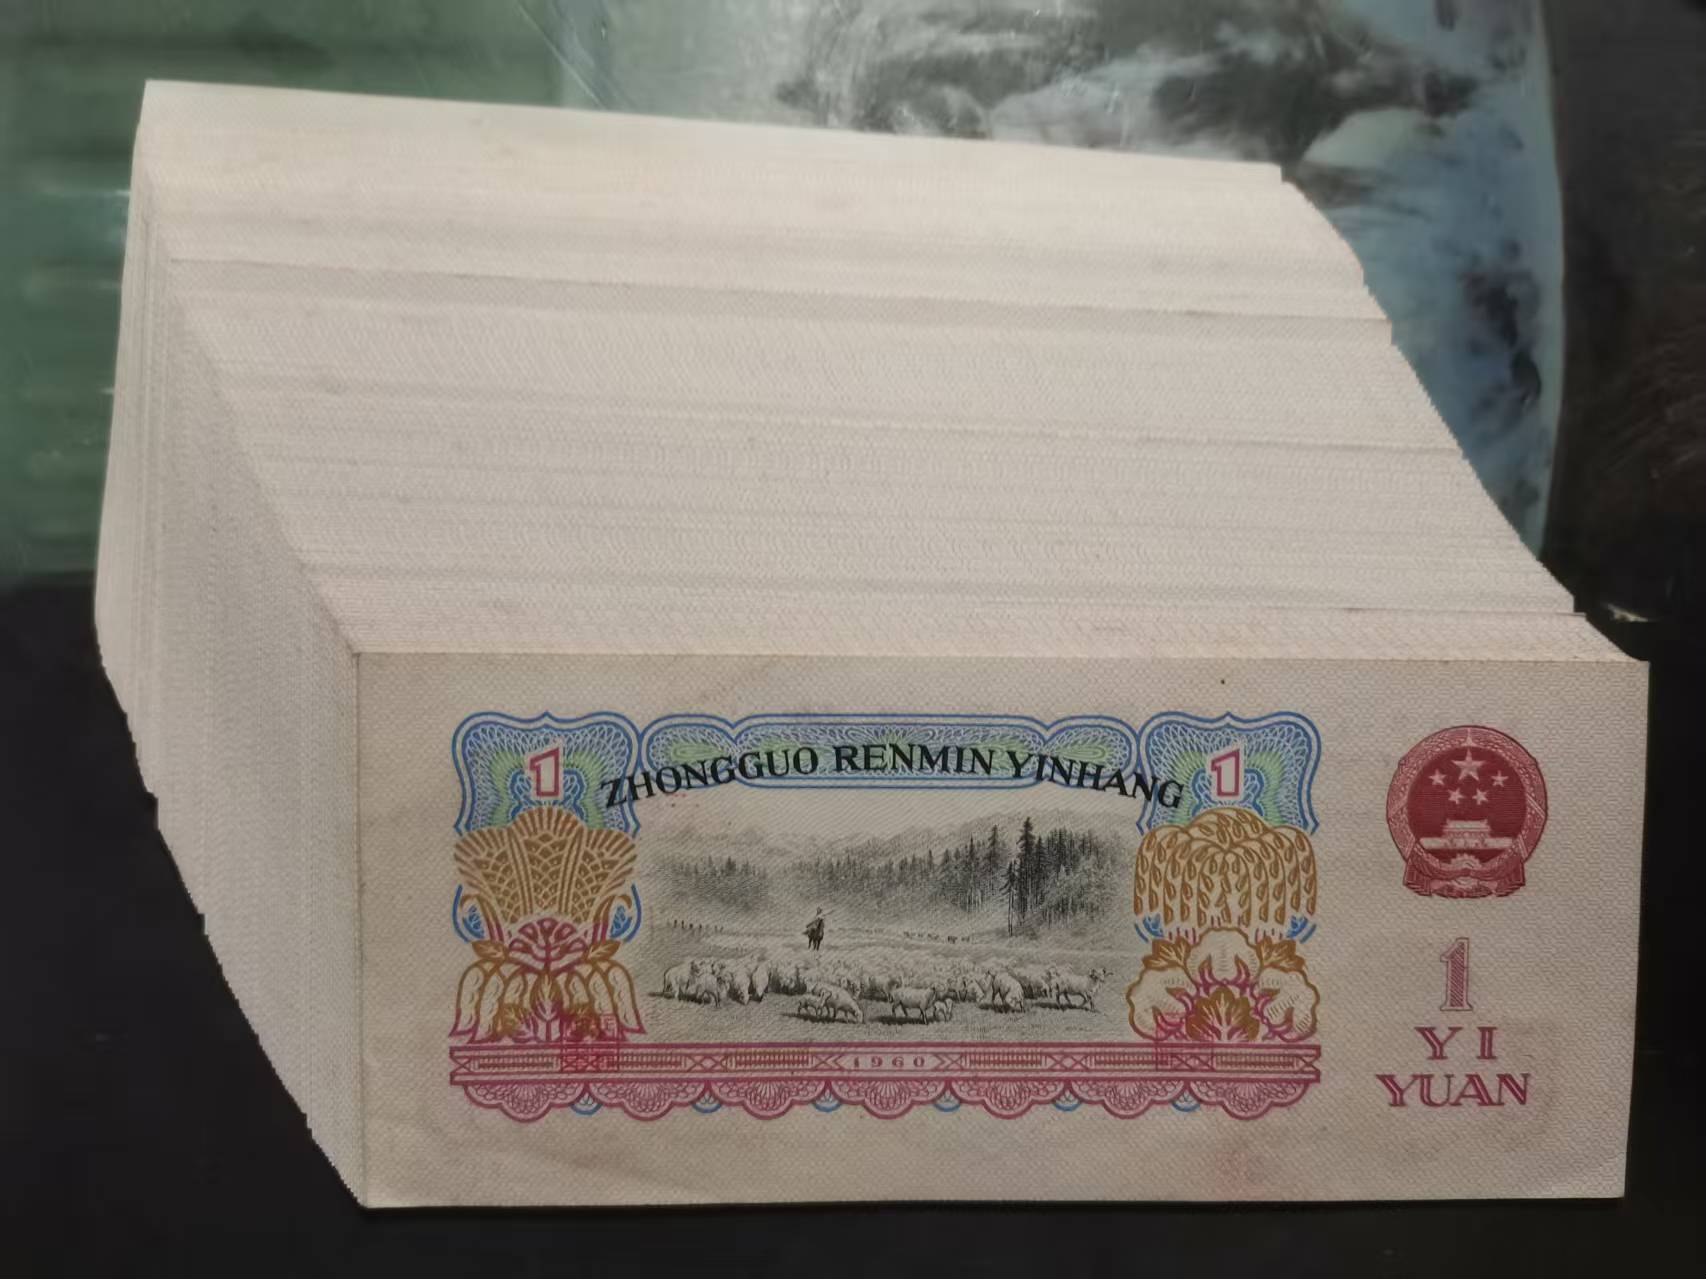 1 ZHONGGUO RENMIN YINHANG 1
1960
1
YI
YUAN